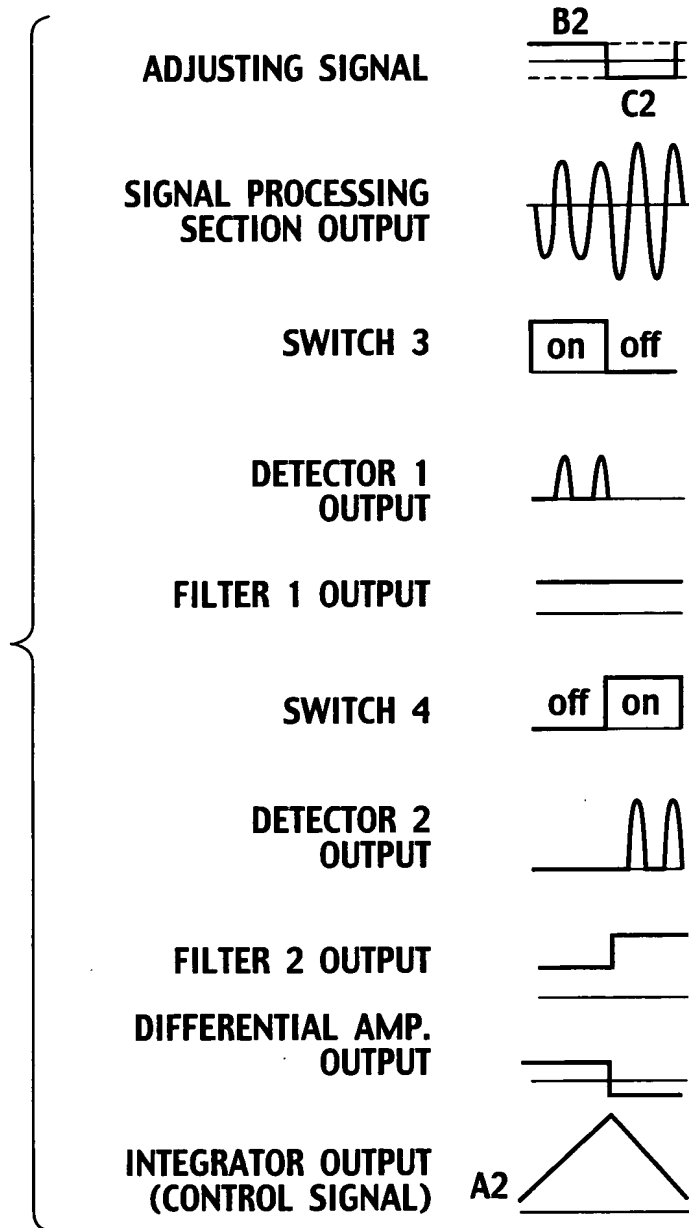 B2
ADJUSTING SIGNAL
C2
SIGNAL PROCESSING
SECTION OUTPUT
SWITCH 3
on off
DETECTOR 1
OUTPUT
FILTER 1 OUTPUT
SWITCH 4
off on
DETECTOR 2
OUTPUT
FILTER 2 OUTPUT
DIFFERENTIAL AMP.
OUTPUT
INTEGRATOR OUTPUT
(CONTROL SIGNAL)
A2